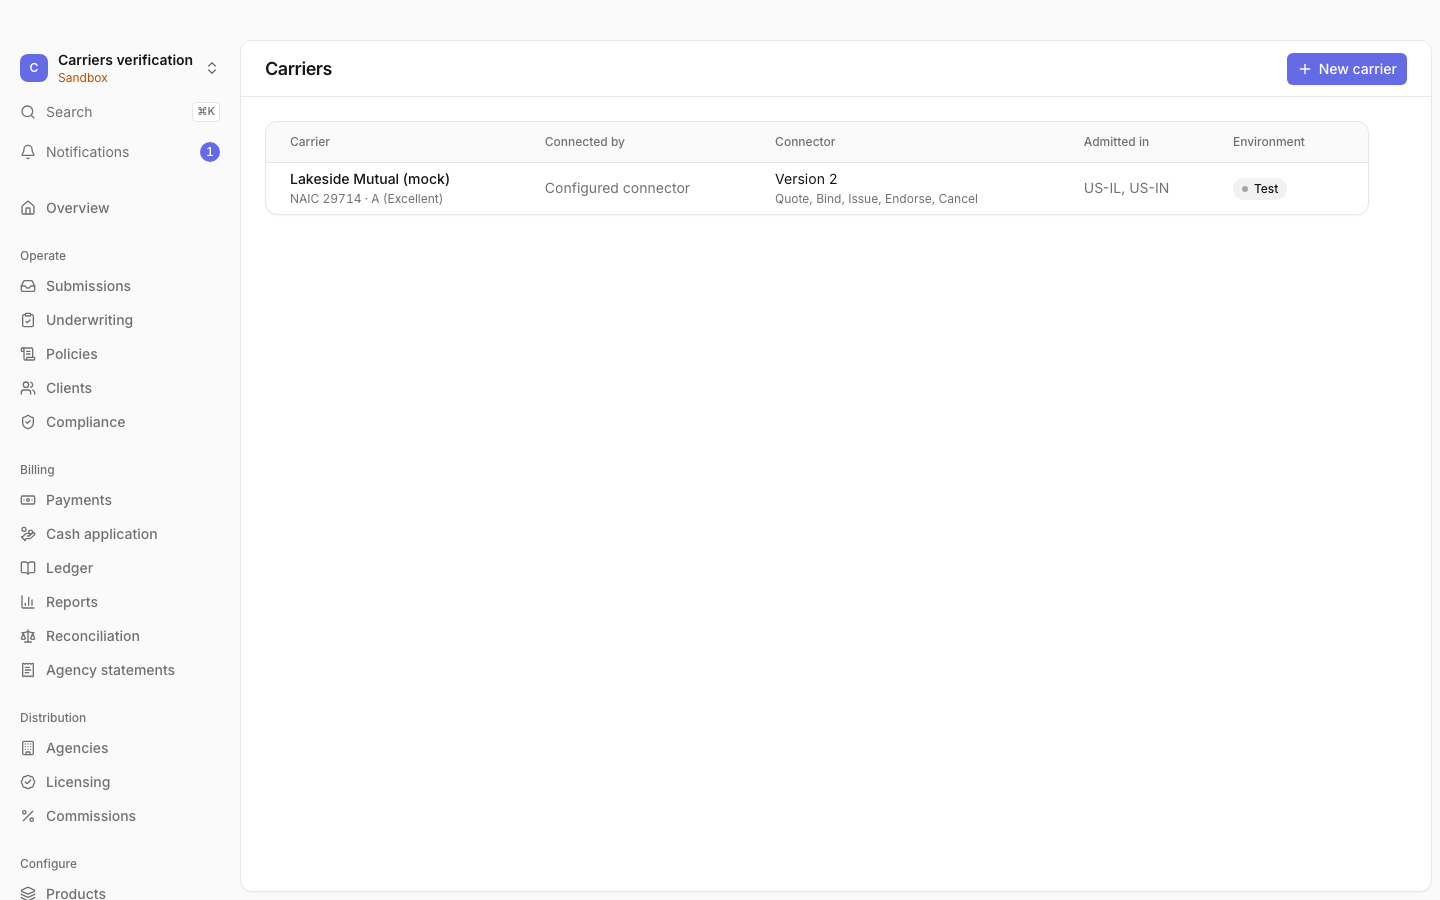 C
Carriers verification
Sandbox
Search
⌘K
Notifications
1
Overview
Operate
Submissions
Underwriting
Policies
Clients
Compliance
Billing
Payments
Cash application
Ledger
Reports
Reconciliation
Agency statements
Distribution
Agencies
Licensing
Commissions
Configure
Products
Carriers
New carrier
Carrier Connected by Connector Admitted in Environment
Lakeside Mutual (mock)
NAIC 29714 · A (Excellent)
Configured connector
Version 2
Quote, Bind, Issue, Endorse, Cancel
US-IL, US-IN
Test